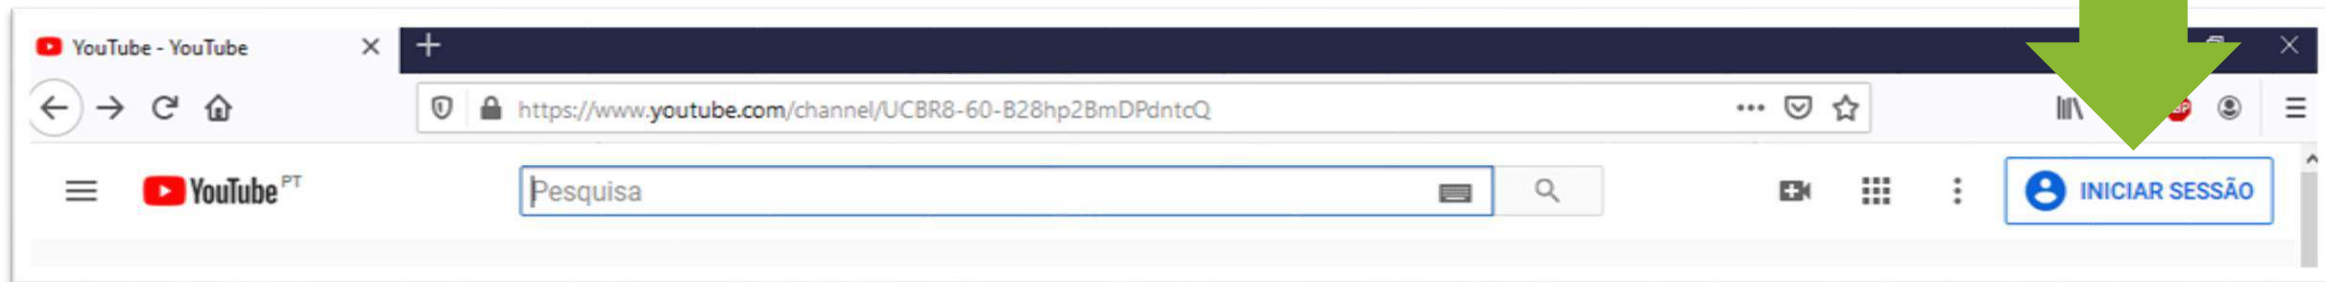 YouTube - YouTube
https://www.youtube.com/channel/UCBR8-60-B28hp2BmDPdntcQ
YouTube PT
Pesquisa
INICIAR SESSÃO